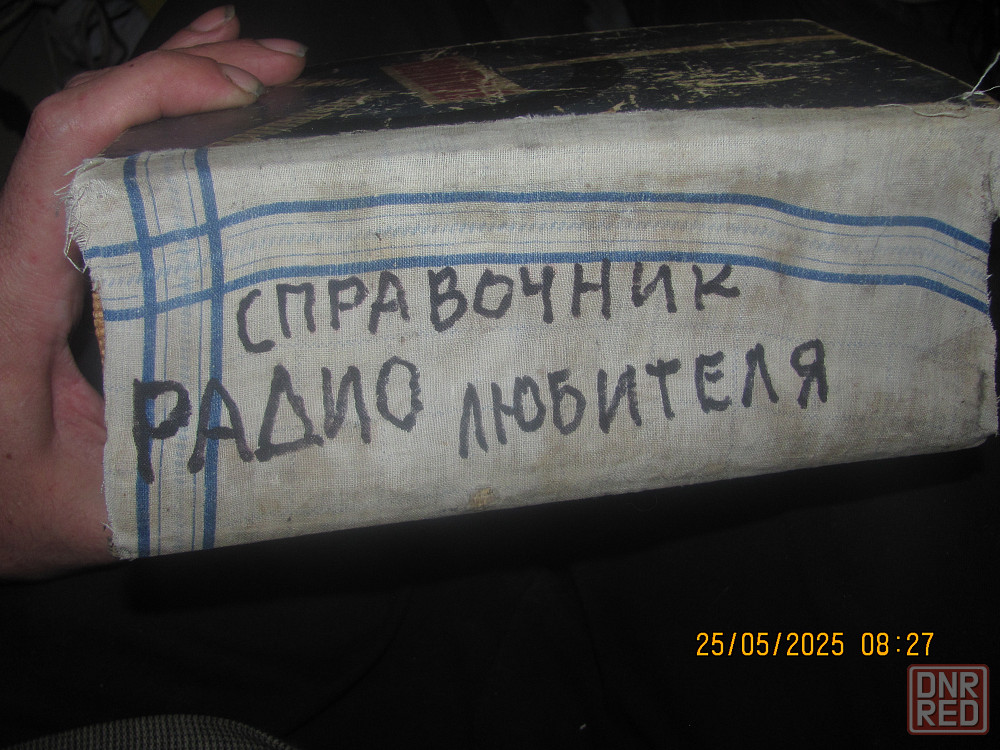 СПРАВОЧНИК
РАДИО ЛЮБИТЕЛЯ
25/05/2025 08:27
DNR
RED